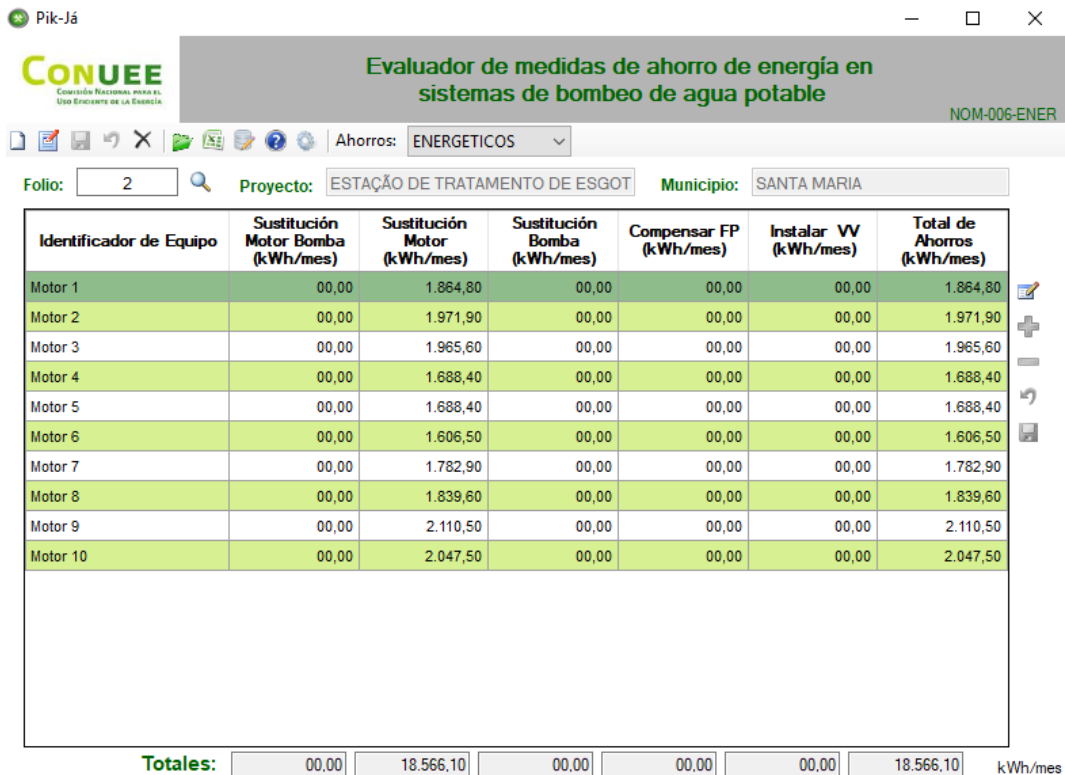 Pik-Já
CONUEE
COMISIÓN NACIONAL PARA EL
USO EFICIENTE DE LA ENERGÍA
Evaluador de medidas de ahorro de energía en
sistemas de bombeo de agua potable
NOM-006-ENER
Ahorros: ENERGETICOS
Folio: 2 Proyecto: ESTAÇÃO DE TRATAMENTO DE ESGOT Municipio: SANTA MARIA
Identificador de Equipo Sustitución Motor Bomba (kWh/mes) Sustitución Motor (kWh/mes) Sustitución Bomba (kWh/mes) Compensar FP (kWh/mes) Instalar VV (kWh/mes) Total de Ahorros (kWh/mes)
Motor 1 00,00 1.864,80 00,00 00,00 00,00 1.864,80
Motor 2 00,00 1.971,90 00,00 00,00 00,00 1.971,90
Motor 3 00,00 1.965,60 00,00 00,00 00,00 1.965,60
Motor 4 00,00 1.688,40 00,00 00,00 00,00 1.688,40
Motor 5 00,00 1.688,40 00,00 00,00 00,00 1.688,40
Motor 6 00,00 1.606,50 00,00 00,00 00,00 1.606,50
Motor 7 00,00 1.782,90 00,00 00,00 00,00 1.782,90
Motor 8 00,00 1.839,60 00,00 00,00 00,00 1.839,60
Motor 9 00,00 2.110,50 00,00 00,00 00,00 2.110,50
Motor 10 00,00 2.047,50 00,00 00,00 00,00 2.047,50
Totales: 00,00 18.566,10 00,00 00,00 00,00 18.566,10 kWh/mes